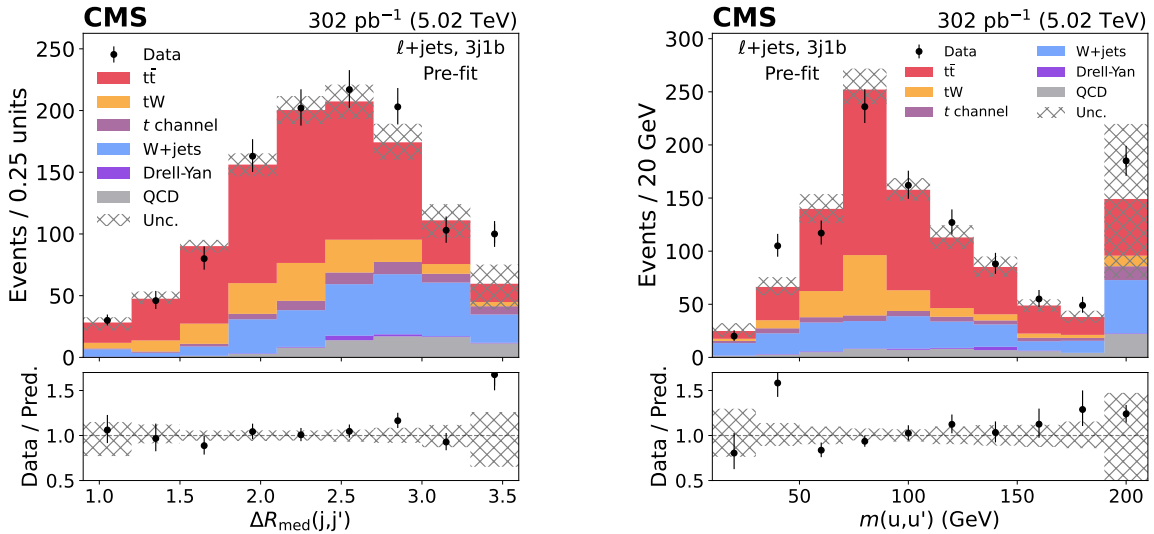 CMS 302 pb⁻¹ (5.02 TeV)
Events / 0.25 units
250
200
150
100
50
0
ℓ+jets, 3j1b
Pre-fit
Data
tt̄
tW
t channel
W+jets
Drell-Yan
QCD
Unc.
Data / Pred.
1.5
1.0
0.5
1.0 1.5 2.0 2.5 3.0 3.5
ΔR_med(j,j')
CMS 302 pb⁻¹ (5.02 TeV)
Events / 20 GeV
300
250
200
150
100
50
0
ℓ+jets, 3j1b
Pre-fit
Data
tt̄
tW
t channel
W+jets
Drell-Yan
QCD
Unc.
Data / Pred.
1.5
1.0
0.5
50 100 150 200
m(u,u') (GeV)